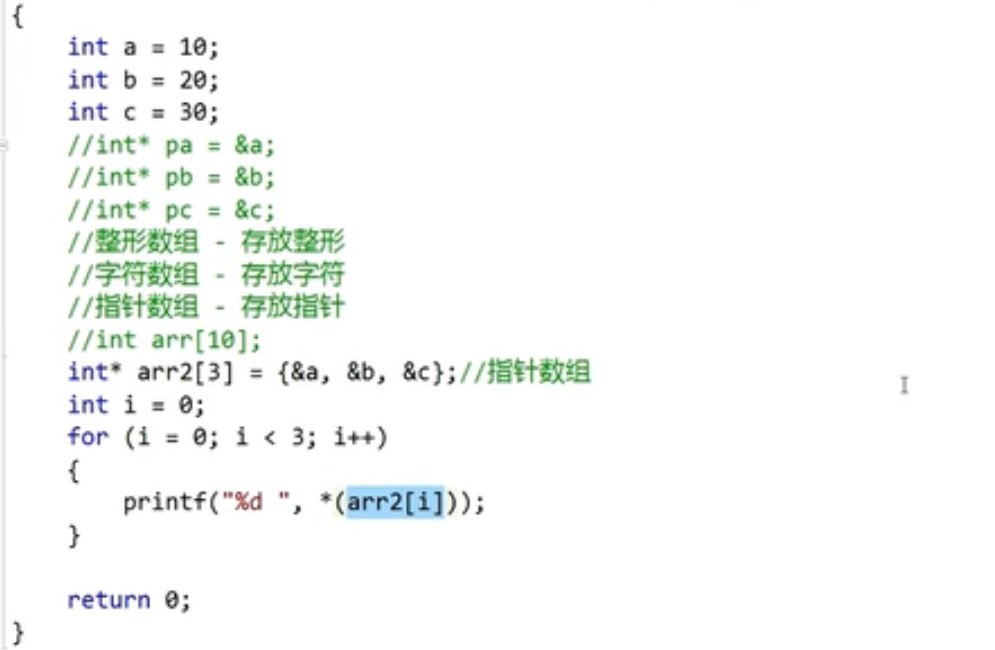 {
    int a = 10;
    int b = 20;
    int c = 30;
    //int* pa = &a;
    //int* pb = &b;
    //int* pc = &c;
    //整形数组 - 存放整形
    //字符数组 - 存放字符
    //指针数组 - 存放指针
    //int arr[10];
    int* arr2[3] = {&a, &b, &c};//指针数组
    int i = 0;
    for (i = 0; i < 3; i++)
    {
        printf("%d ", *(arr2[i]));
    }
    return 0;
}